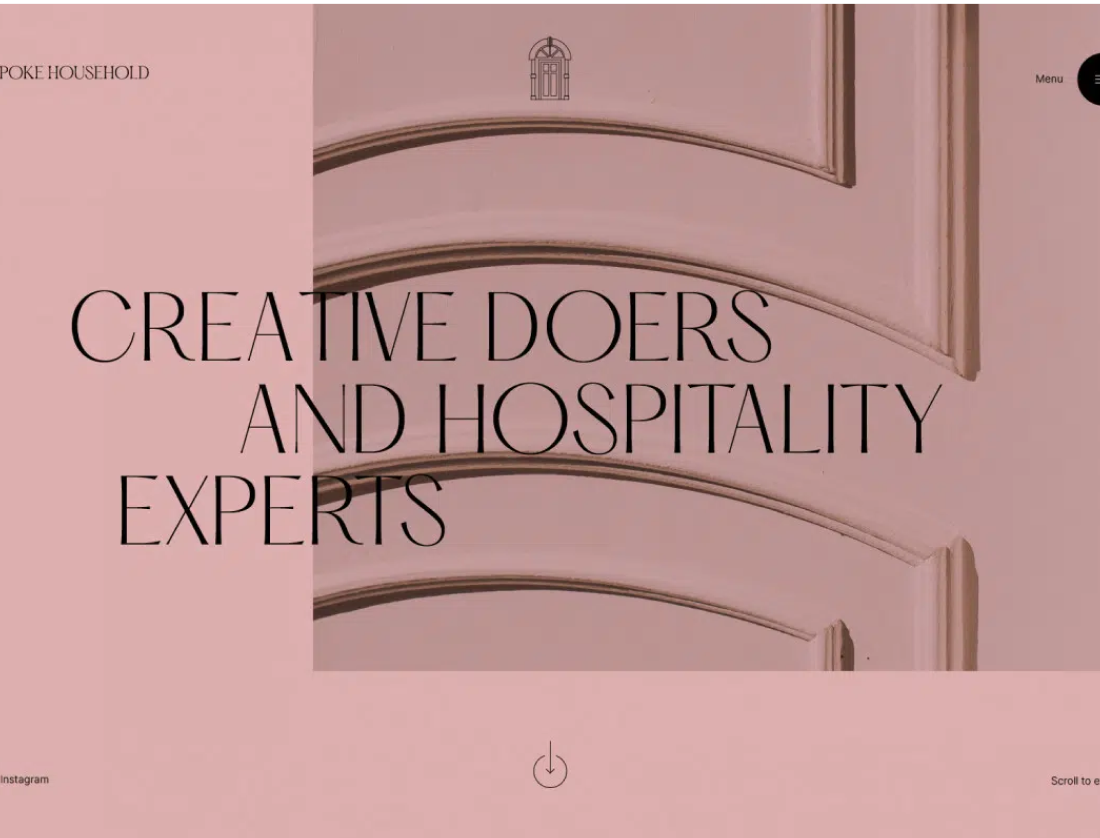 POKE HOUSEHOLD
Menu
CREATIVE DOERS
AND HOSPITALITY
EXPERTS
Instagram
Scroll to e